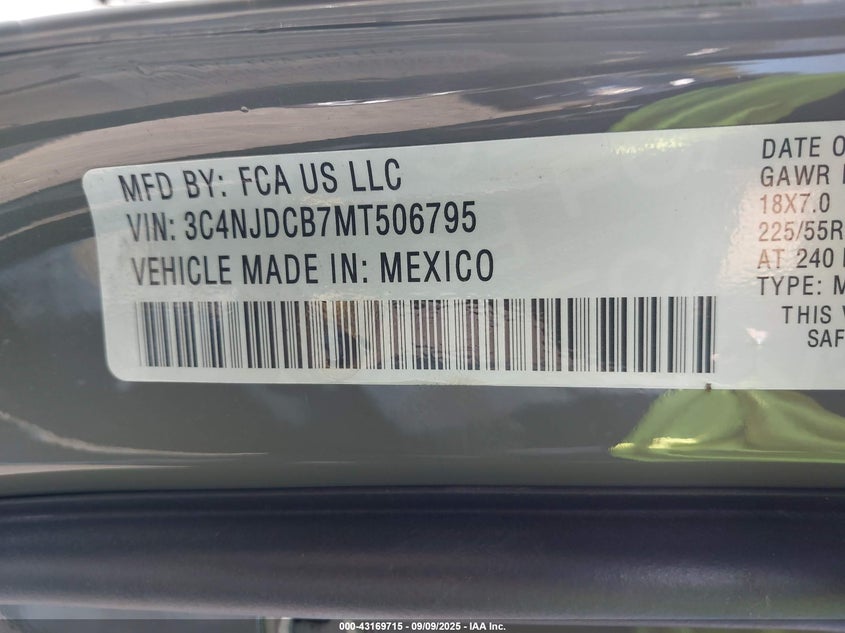 MFD BY: FCA US LLC
VIN: 3C4NJDCB7MT506795
VEHICLE MADE IN: MEXICO
DATE O
GAWR
18X7.0
225/55R
AT 240
TYPE: M
THIS V
SAF
000-43169715 - 09/09/2025 - IAA Inc.